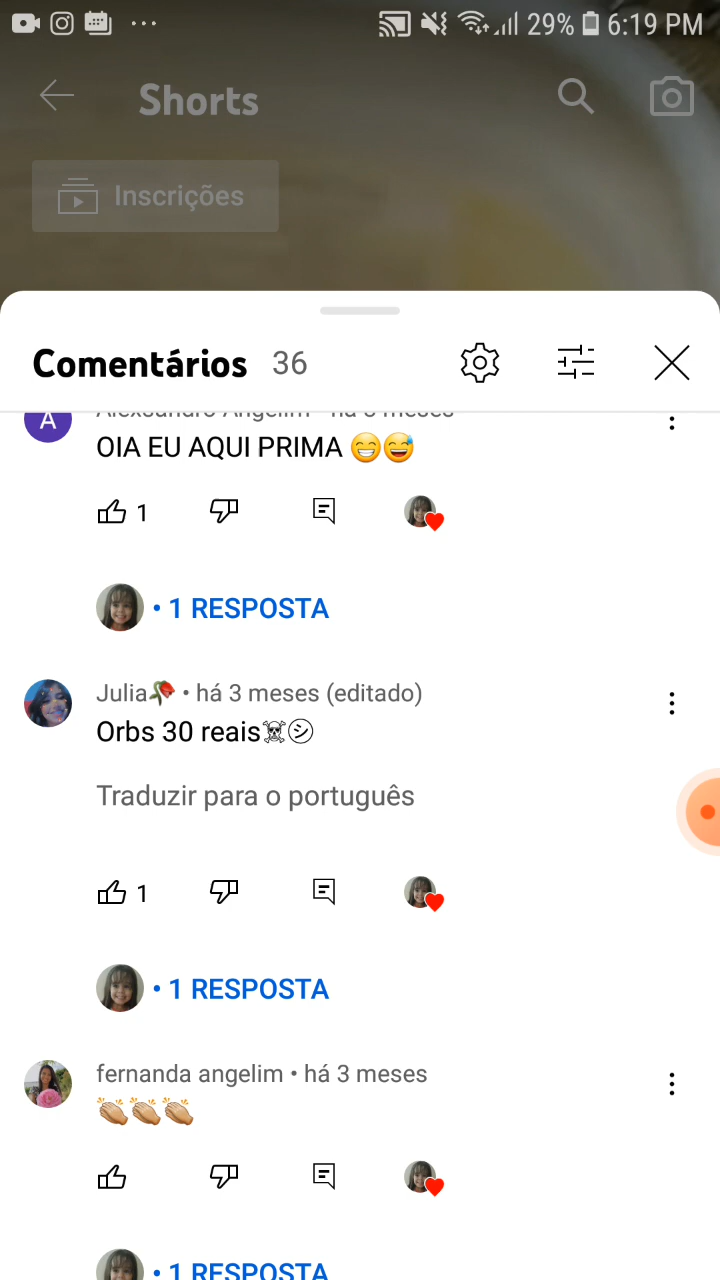 29% 6:19 PM
Shorts
Inscrições
Comentários 36
A
OIA EU AQUI PRIMA 😁😅
1
• 1 RESPOSTA
Julia🥀 • há 3 meses (editado)
Orbs 30 reais☠️㋛
Traduzir para o português
1
• 1 RESPOSTA
fernanda angelim • há 3 meses
👏🏼👏🏼👏🏼
• 1 RESPOSTA